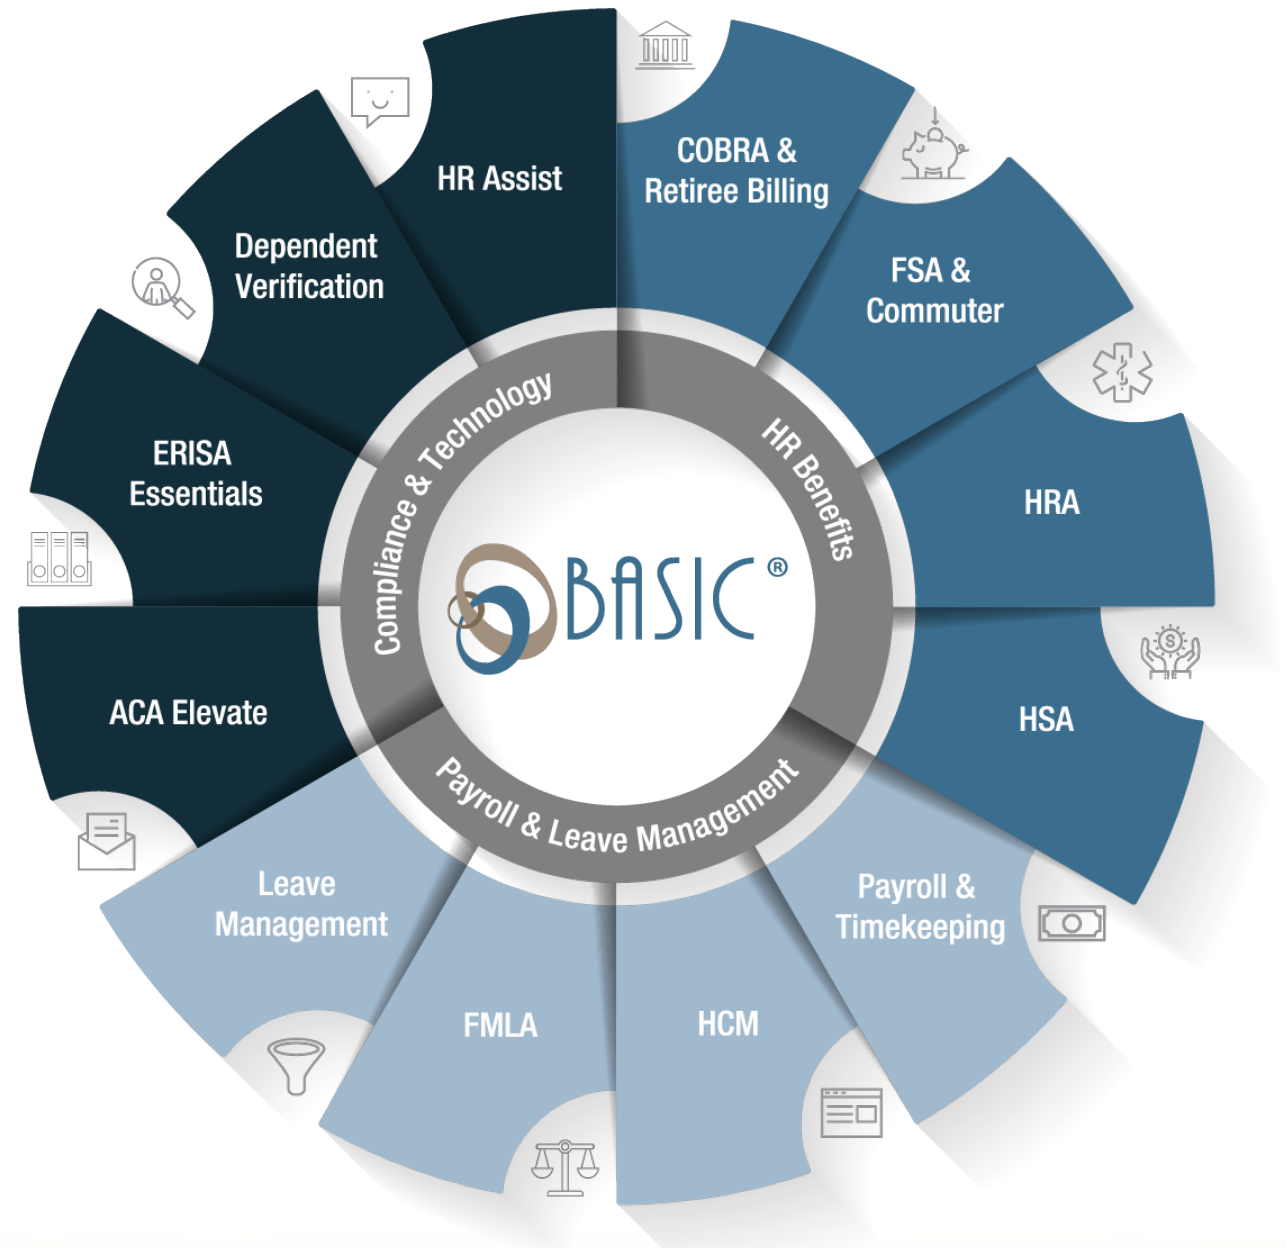 COBRA &
Retiree Billing
FSA &
Commuter
HRA
HSA
Payroll &
Timekeeping
HCM
FMLA
Leave
Management
ACA Elevate
ERISA
Essentials
Dependent
Verification
HR Assist
HR Benefits
Payroll & Leave Management
Compliance & Technology
BASIC®
S